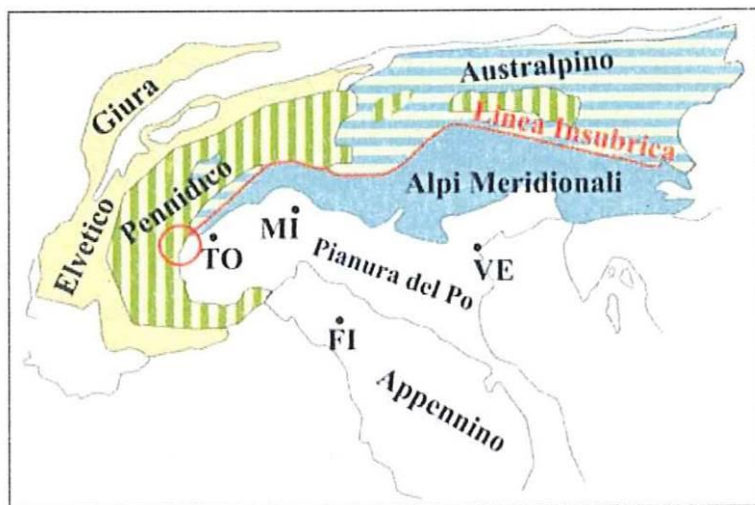 Giura
Australpino
Linea Insubrica
Pennidico
Alpi Meridionali
Elvetico
MI
TO
Pianura del Po
VE
FI
Appennino